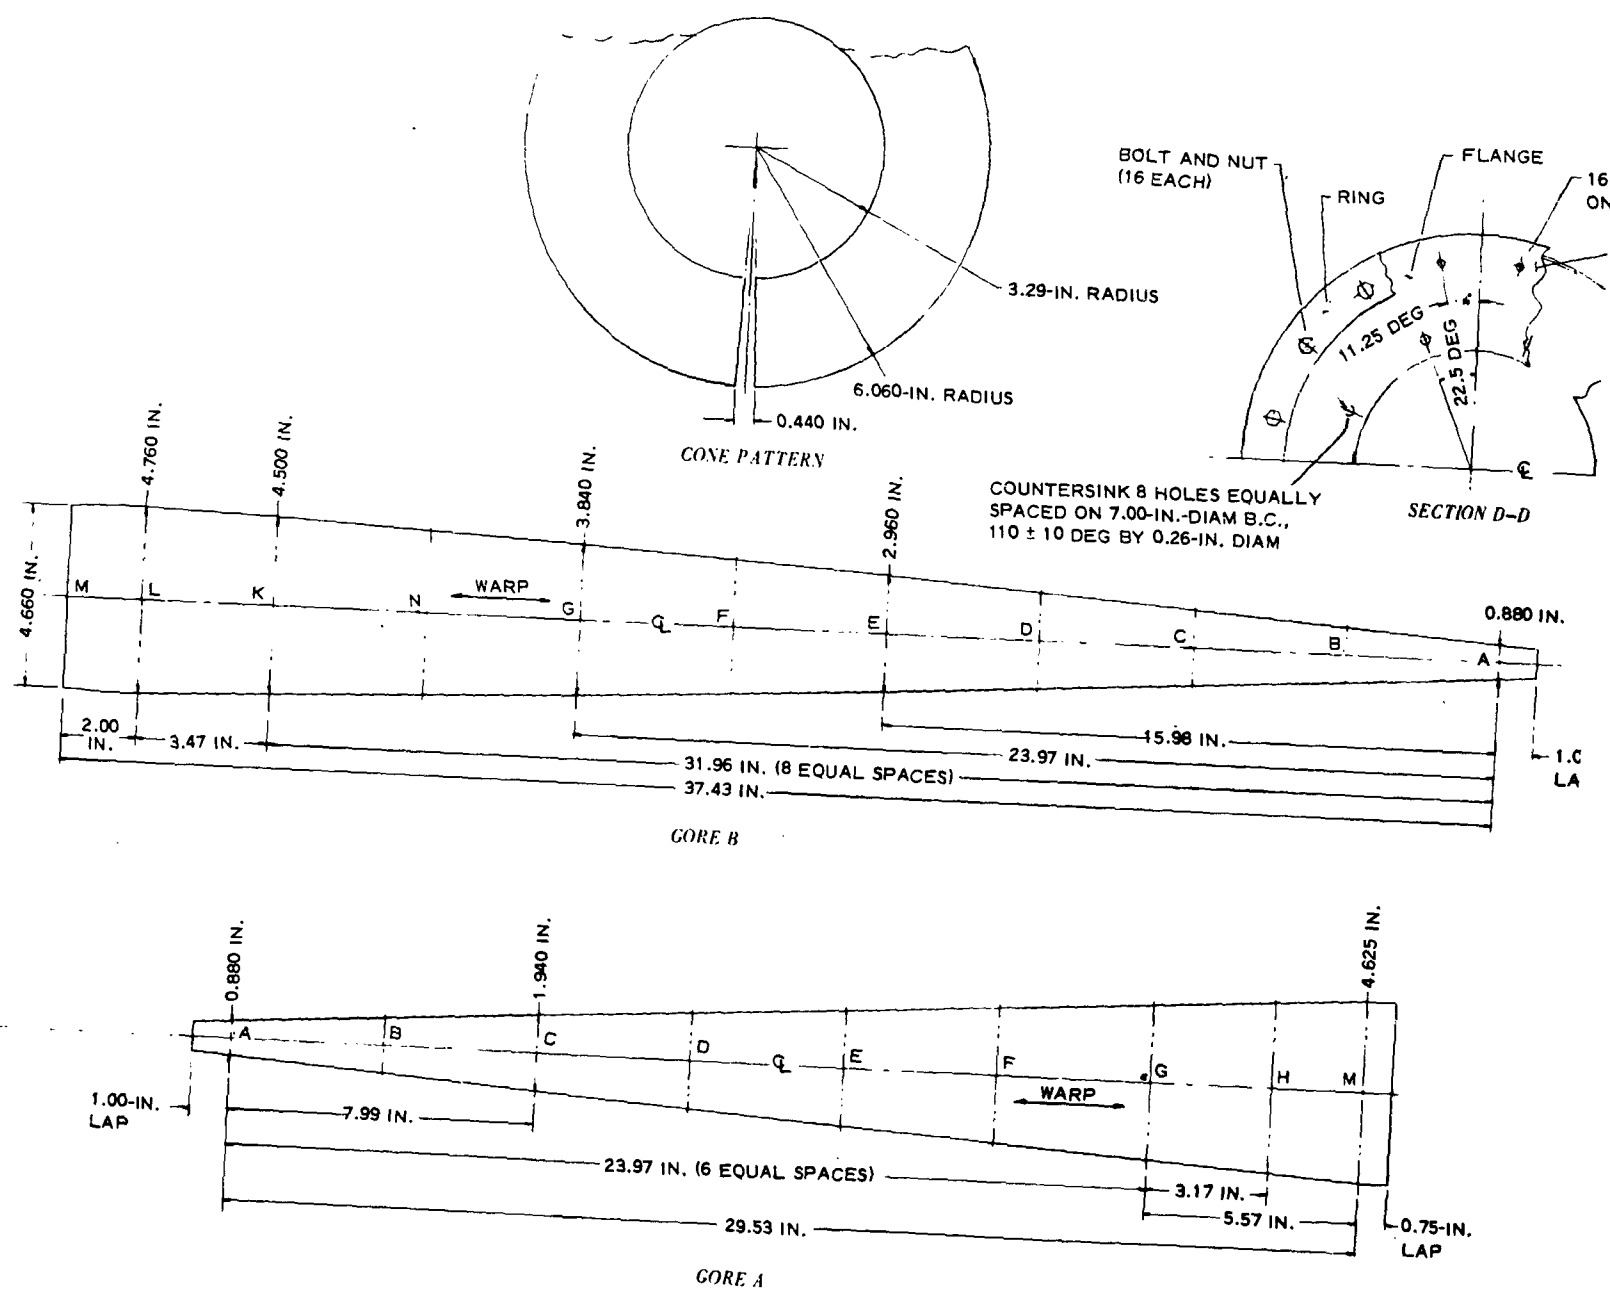 3.29-IN. RADIUS
6.060-IN. RADIUS
0.440 IN.
CONE PATTERN
BOLT AND NUT
(16 EACH)
RING
FLANGE
16
ON
11.25 DEG
22.5 DEG
COUNTERSINK 8 HOLES EQUALLY
SPACED ON 7.00-IN.-DIAM B.C.,
110 ± 10 DEG BY 0.26-IN. DIAM
SECTION D-D
4.760 IN.
4.500 IN.
3.840 IN.
2.960 IN.
0.880 IN.
4.660 IN.
M
L
K
N
WARP
G
F
E
D
C
B
A
2.00
IN.
3.47 IN.
15.98 IN.
23.97 IN.
31.96 IN. (8 EQUAL SPACES)
37.43 IN.
LA
GORE B
0.880 IN.
1.940 IN.
4.625 IN.
A
B
C
D
E
F
G
H
M
WARP
1.00-IN.
LAP
7.99 IN.
23.97 IN. (6 EQUAL SPACES)
3.17 IN.
5.57 IN.
29.53 IN.
0.75-IN.
LAP
GORE A